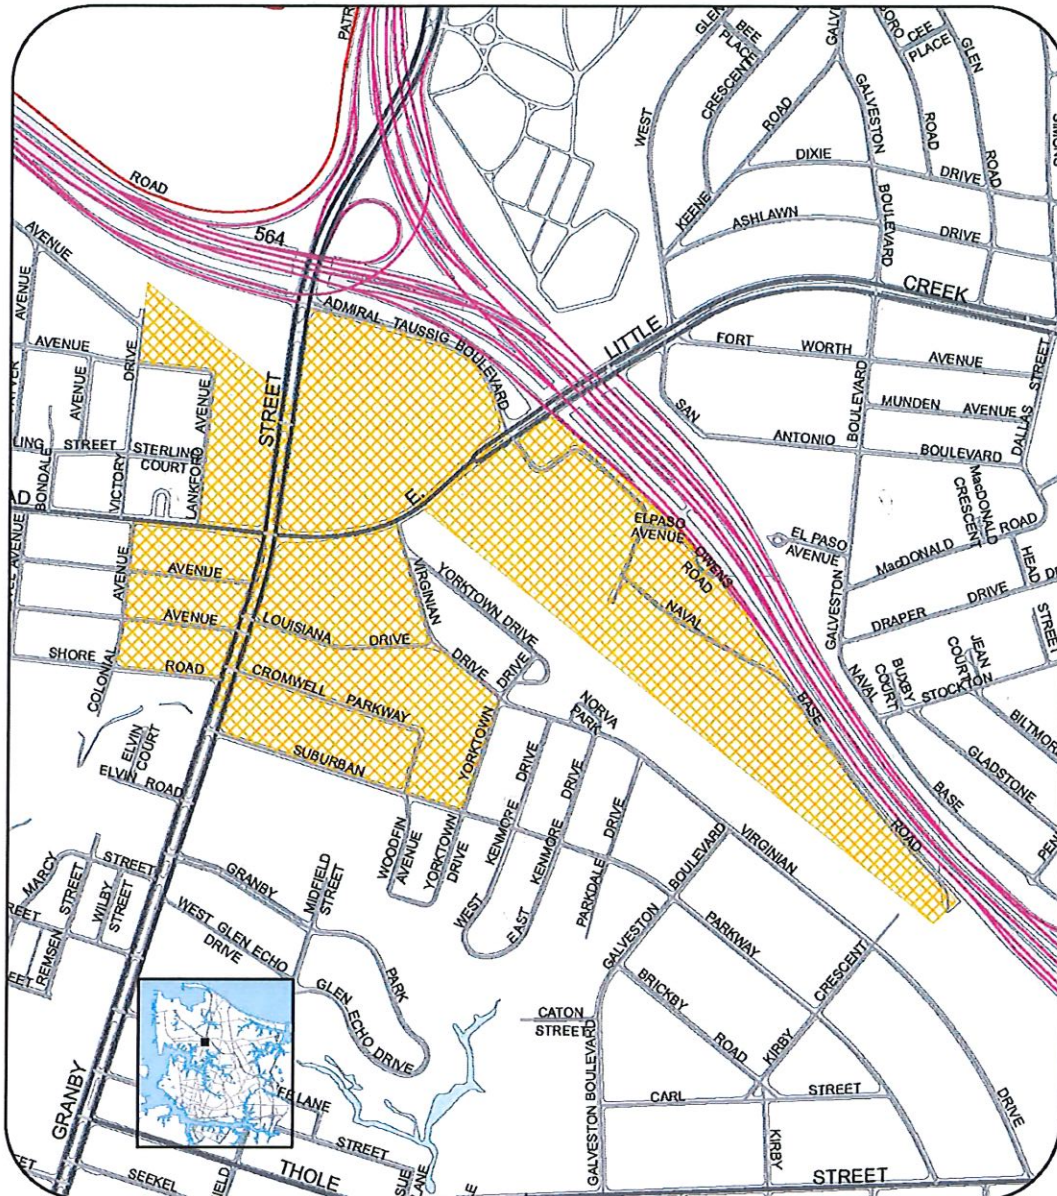 GLEN
BEE
PLACE
CRESCENT
WEST
ROAD
KEENE
CEE
PLACE
GLEN
ROAD
GALVESTON
BOULEVARD
ROAD
DIXIE
DRIVE
ASHLAWN
DRIVE
ROAD
564
CREEK
LITTLE
E.
FORT WORTH AVENUE
STREET
DALLAS
BOULEVARD
MUNDEN AVENUE
SAN
ANTONIO
BOULEVARD
AVENUE
AVENUE
AVENUE
AVENUE
DRIVE
AVENUE
LANKFORD
STREET
ADMIRAL TAUSSIG BOULEVARD
STREET
STERLING
COURT
BONDALE
VICTORY
ELPASO
AVENUE
OWENS
ROAD
NAVAL
BASE
ROAD
MacDONALD
CRESCENT
EL PASO
AVENUE
MacDONALD ROAD
HEAD
DRAPER DRIVE
GALVESTON
STREET
JEAN
COURT
BUXBY
COURT
STOCKTON
NAVAL
BASE
BILTMORE
GLADSTONE
AVENUE
AVENUE
AVENUE
AVENUE
COLONIAL
SHORE
ROAD
VIRGINIAN
DRIVE
YORKTOWN DRIVE
DRIVE
LOUISIANA DRIVE
CROMWELL PARKWAY
YORKTOWN
SUBURBAN
NORVA
PARK
ELVIN
COURT
ELVIN ROAD
WOODFIN
AVENUE
YORKTOWN
DRIVE
WEST KENMORE DRIVE
EAST KENMORE DRIVE
PARKDALE DRIVE
BOULEVARD
GALVESTON
VIRGINIAN
DRIVE
PARKWAY
CRESCENT
KIRBY
BRICKBY
ROAD
MARCY
STREET
REMSEN
STREET
WILBY
STREET
GRANBY
PARK
MIDFIELD
STREET
WEST GLEN ECHO
DRIVE
GLEN
ECHO DRIVE
CATON
STREET
GALVESTON BOULEVARD
CARL
STREET
KIRBY
GRANBY
LANE
STREET
LANE
SEEKEL
THOLE
STREET